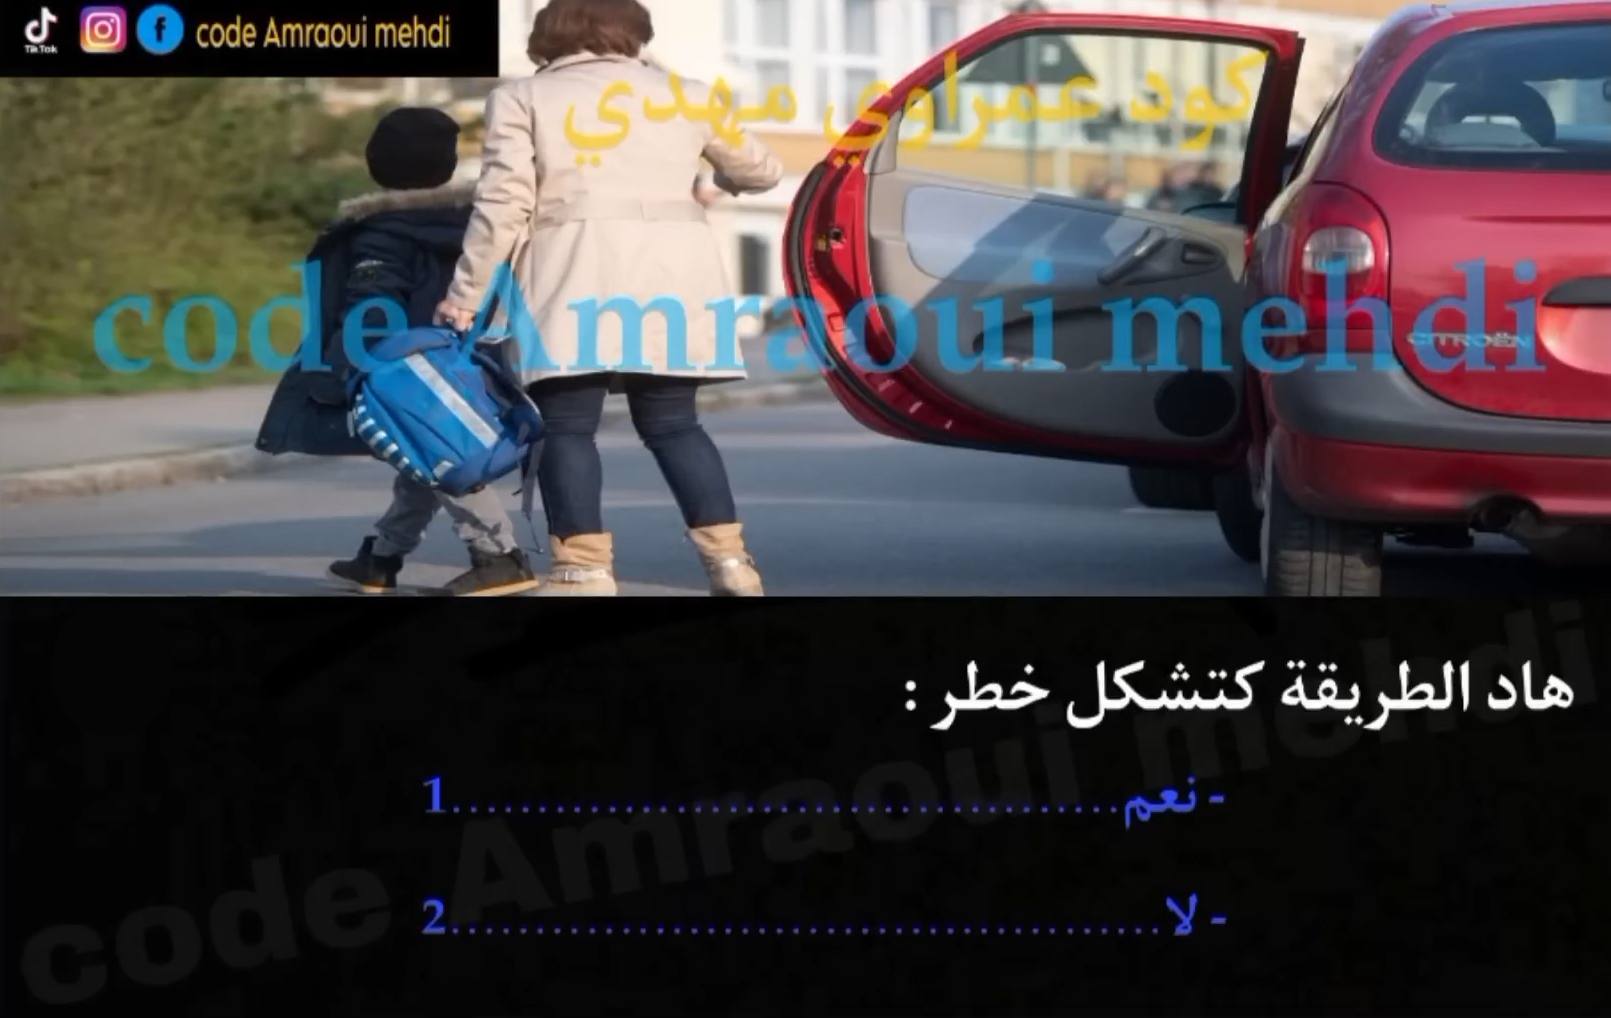 TikTok
code Amraoui mehdi
كود عمراوي مهدي
code Amraoui mehdi
CITROËN
هاد الطريقة كتشكل خطر :
- نعم.......................................1
- لا..........................................2
code Amraoui mehdi